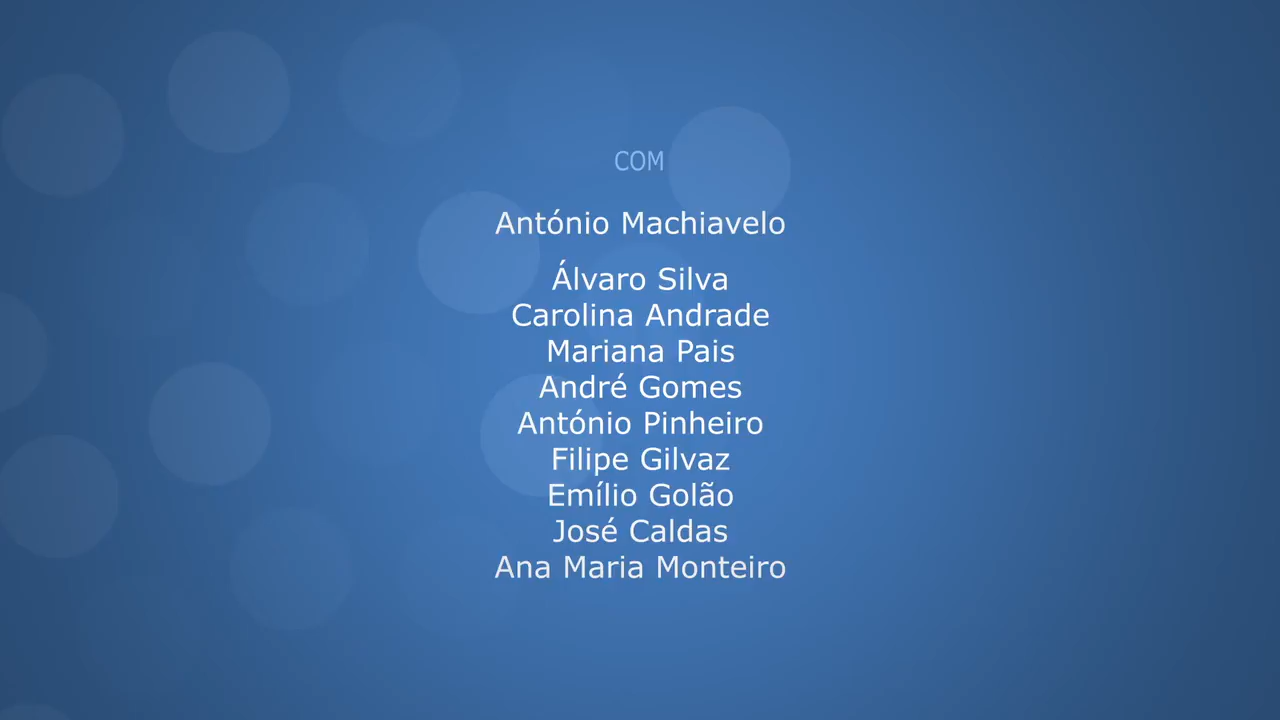 COM
António Machiavelo
Álvaro Silva
Carolina Andrade
Mariana Pais
André Gomes
António Pinheiro
Filipe Gilvaz
Emílio Golão
José Caldas
Ana Maria Monteiro